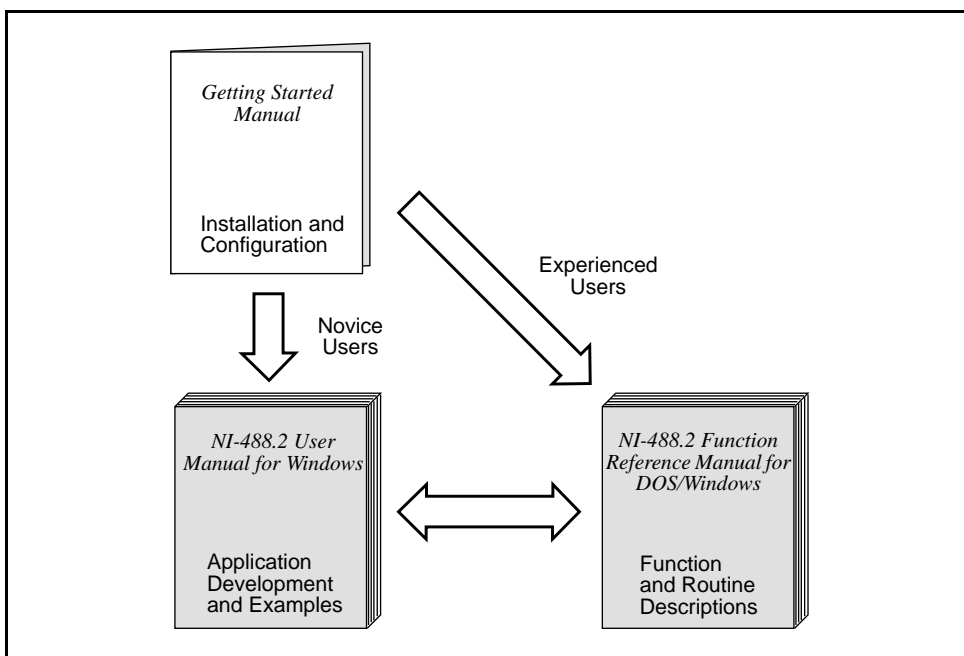 Getting Started
Manual
Installation and
Configuration
Experienced
Users
Novice
Users
NI-488.2 User
Manual for Windows
Application
Development
and Examples
NI-488.2 Function
Reference Manual for
DOS/Windows
Function
and Routine
Descriptions